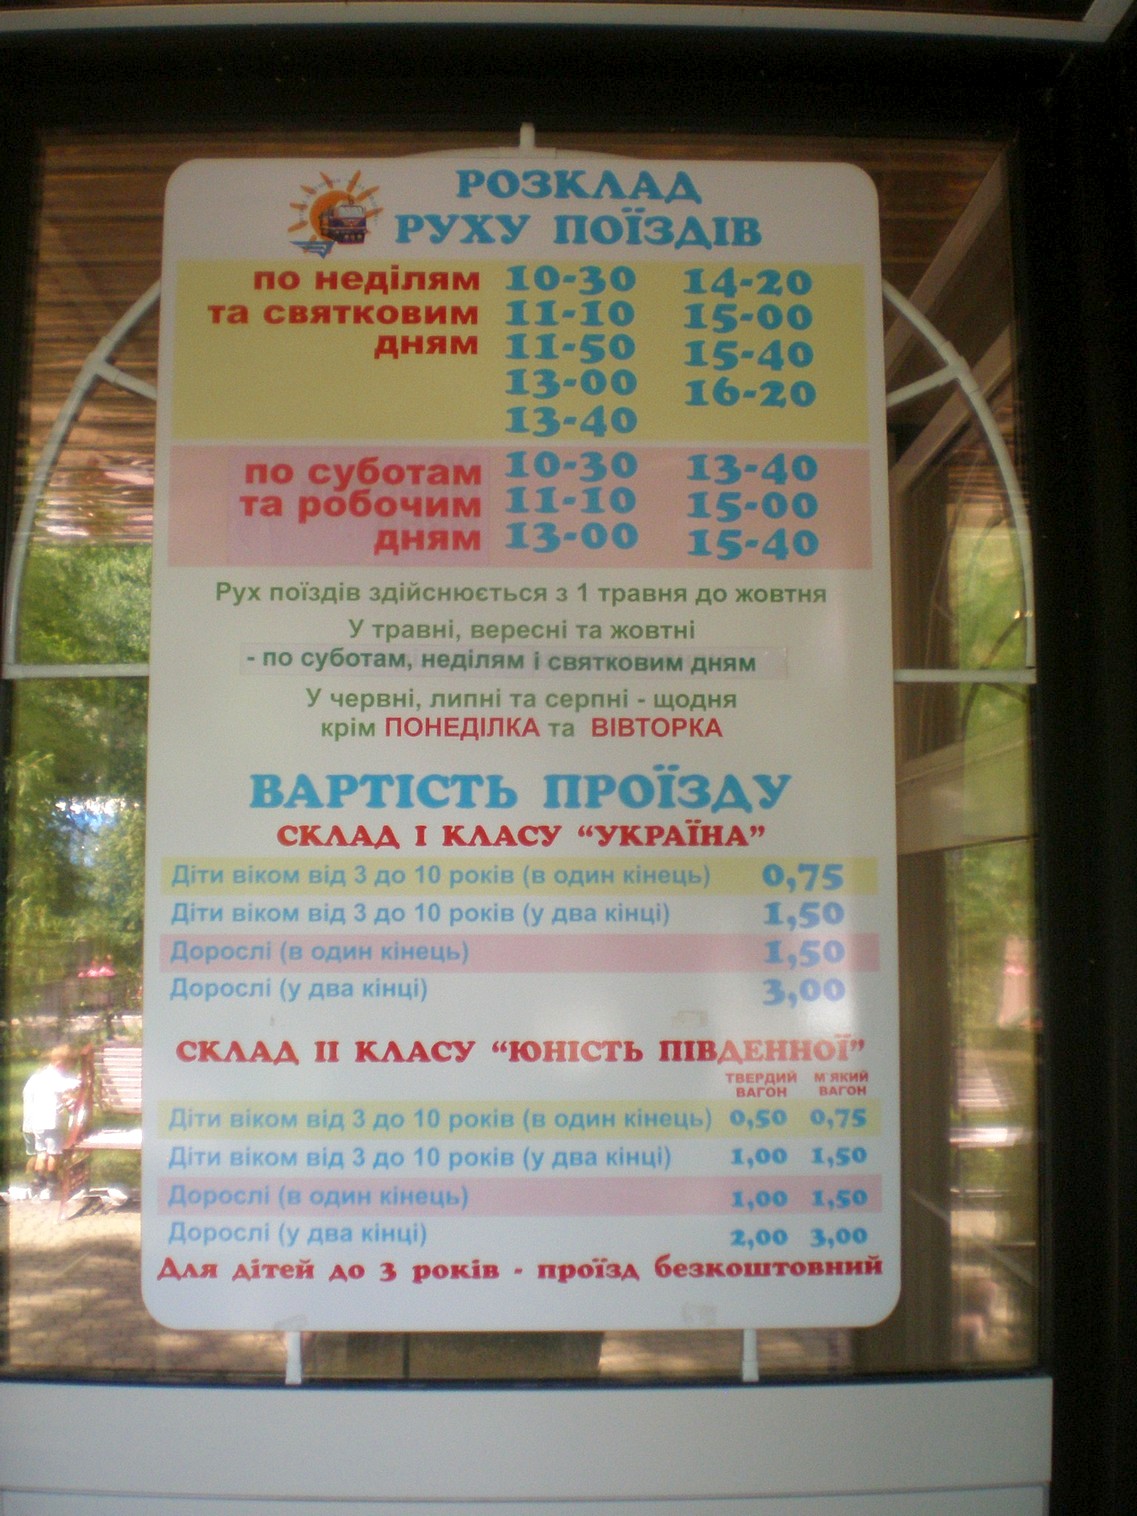 РОЗКЛАД
РУХУ ПОЇЗДІВ
по неділям 10-30 14-20
та святковим 11-10 15-00
дням 11-50 15-40
13-00 16-20
13-40
по суботам 10-30 13-40
та робочим 11-10 15-00
дням 13-00 15-40
Рух поїздів здійснюється з 1 травня до жовтня
У травні, вересні та жовтні
- по суботам, неділям і святковим дням
У червні, липні та серпні - щодня
крім ПОНЕДІЛКА та ВІВТОРКА
ВАРТІСТЬ ПРОЇЗДУ
СКЛАД І КЛАСУ “УКРАЇНА”
Діти віком від 3 до 10 років (в один кінець) 0,75
Діти віком від 3 до 10 років (у два кінці) 1,50
Дорослі (в один кінець) 1,50
Дорослі (у два кінці) 3,00
СКЛАД ІІ КЛАСУ “ЮНІСТЬ ПІВДЕННОЇ”
ТВЕРДИЙ М'ЯКИЙ
ВАГОН ВАГОН
Діти віком від 3 до 10 років (в один кінець) 0,50 0,75
Діти віком від 3 до 10 років (у два кінці) 1,00 1,50
Дорослі (в один кінець) 1,00 1,50
Дорослі (у два кінці) 2,00 3,00
Для дітей до 3 років - проїзд безкоштовний